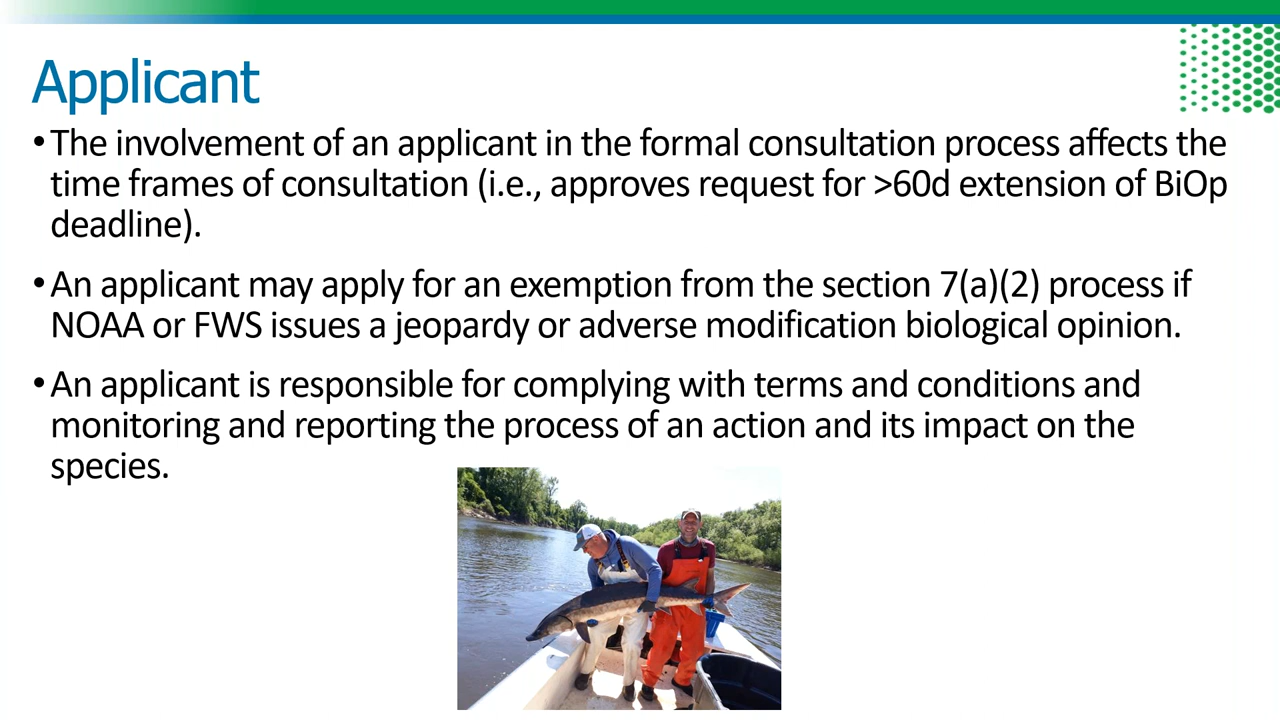 Applicant
•The involvement of an applicant in the formal consultation process affects the
time frames of consultation (i.e., approves request for >60d extension of BiOp
deadline).
•An applicant may apply for an exemption from the section 7(a)(2) process if
NOAA or FWS issues a jeopardy or adverse modification biological opinion.
•An applicant is responsible for complying with terms and conditions and
monitoring and reporting the process of an action and its impact on the
species.